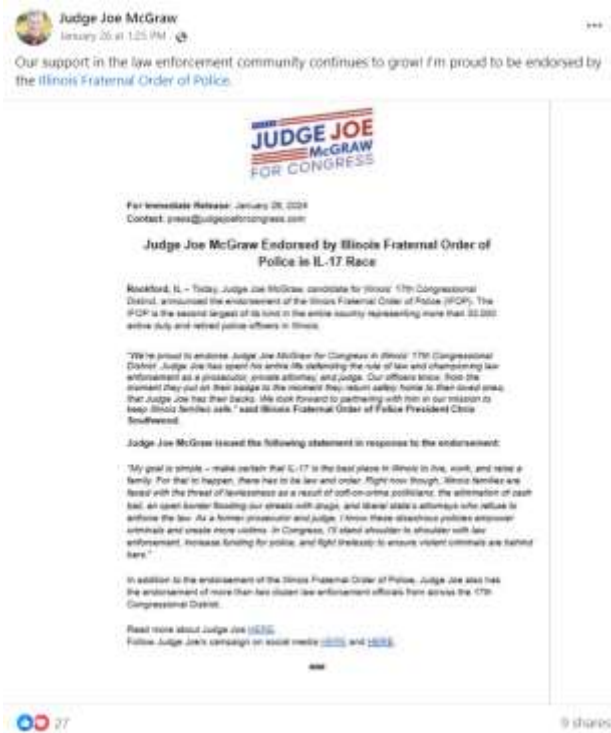 Judge Joe McGraw
January 26 at 1:25 PM ·
Our support in the law enforcement community continues to grow! I'm proud to be endorsed by
the Illinois Fraternal Order of Police.
JUDGE JOE
McGRAW
FOR CONGRESS
For Immediate Release: January 26, 2024
Contact: press@judgejoeforcongress.com
Judge Joe McGraw Endorsed by Illinois Fraternal Order of
Police in IL-17 Race
Rockford, IL – Today, Judge Joe McGraw, candidate for Illinois' 17th Congressional
District, announced the endorsement of the Illinois Fraternal Order of Police (IFOP). The
IFOP is the second largest of its kind in the entire country representing more than
active duty and retired police officers in Illinois.
"We're proud to endorse Judge Joe McGraw for Congress in Illinois' 17th Congressional
District. Judge Joe has spent his entire life defending the rule of law and championing law
enforcement as a prosecutor, private attorney, and judge. Our officers know, from the
moment they put on their badge to the moment they return safely home to their loved ones,
that Judge Joe has their backs. We look forward to partnering with him in our mission to
keep Illinois families safe," said Illinois Fraternal Order of Police President Chris
Southwood.
Judge Joe McGraw issued the following statement in response to the endorsement:
"My goal is simple – make certain that IL-17 is the best place in Illinois to live, work, and raise a
family. For that to happen, there has to be law and order. Right now though, Illinois families are
faced with the threat of lawlessness as a result of soft-on-crime politicians, the elimination of cash
bail, an open border flooding our streets with drugs, and liberal state's attorneys who refuse to
enforce the law. As a former prosecutor and judge, I know these disastrous policies empower
criminals and create more victims. In Congress, I'll stand shoulder to shoulder with law
enforcement, increase funding for police, and fight tirelessly to ensure violent criminals are behind
bars."
In addition to the endorsement of the Illinois Fraternal Order of Police, Judge Joe also has
the endorsement of more than two dozen law enforcement officials from across the 17th
Congressional District.
Read more about Judge Joe HERE.
Follow Judge Joe's campaign on social media HERE and HERE.
###
27
9 shares